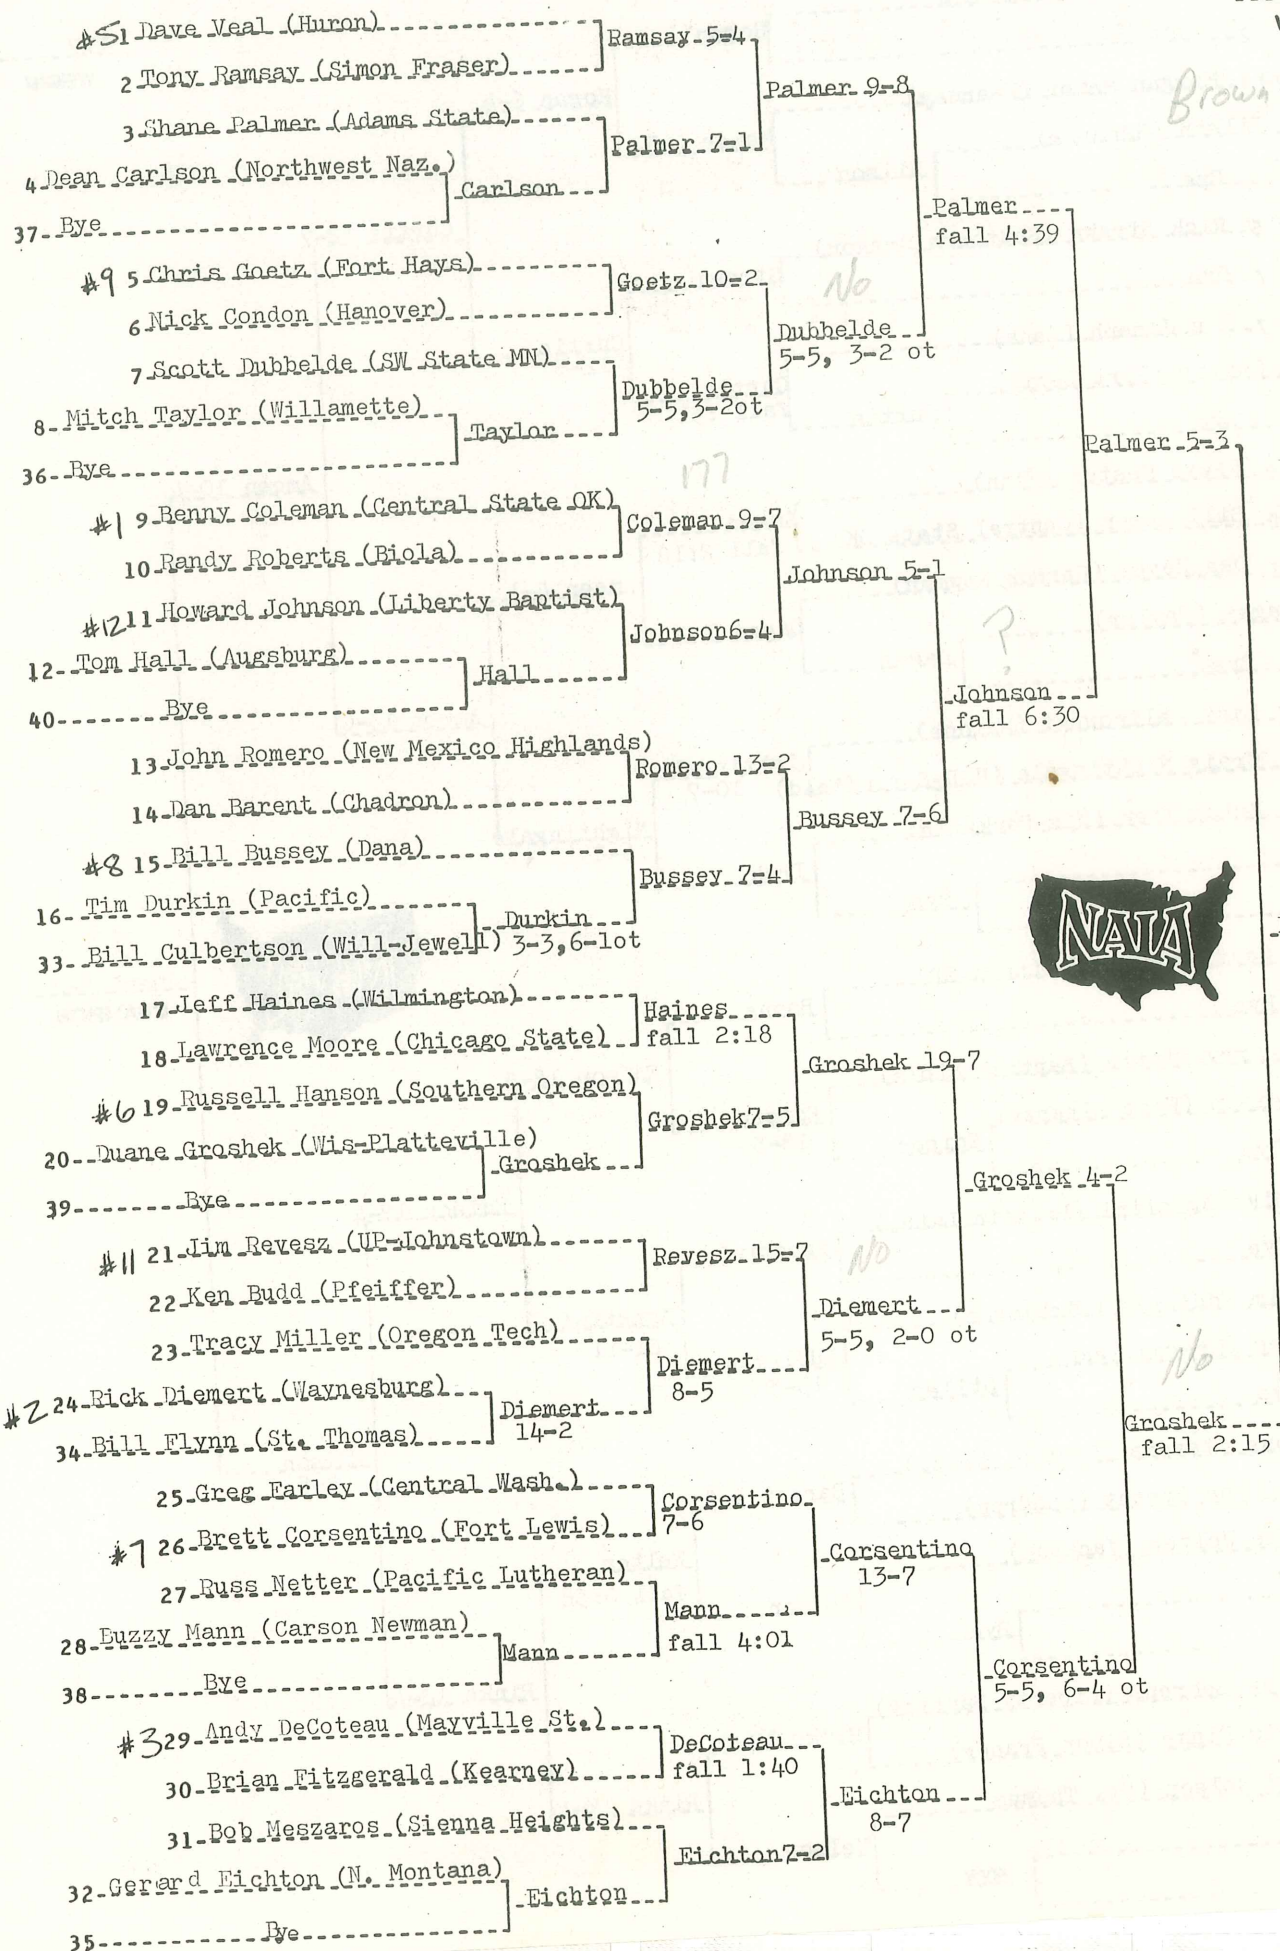 #5 1 Dave Veal (Huron)
Ramsay 5-4
2 Tony Ramsay (Simon Fraser)
Palmer 9-8
Brown
3 Shane Palmer (Adams State)
Palmer 7-1
4 Dean Carlson (Northwest Naz.)
Carlson
37 Bye
Palmer
fall 4:39
#9 5 Chris Goetz (Fort Hays)
Goetz 10-2
No
6 Nick Condon (Hanover)
Dubbelde
5-5, 3-2 ot
7 Scott Dubbelde (SW State MN)
Dubbelde
5-5,3-2ot
8 Mitch Taylor (Willamette)
Taylor
36 Bye
Palmer 5-3
177
#1 9 Benny Coleman (Central State OK)
Coleman 9-7
10 Randy Roberts (Biola)
Johnson 5-1
#12 11 Howard Johnson (Liberty Baptist)
Johnson6-4
?
12 Tom Hall (Augsburg)
Hall
40 Bye
Johnson
fall 6:30
13 John Romero (New Mexico Highlands)
Romero 13-2
14 Dan Barent (Chadron)
Bussey 7-6
#8 15 Bill Bussey (Dana)
Bussey 7-4
16 Tim Durkin (Pacific)
Durkin
3-3,6-1ot
33 Bill Culbertson (Will-Jewell)
NAIA
17 Jeff Haines (Wilmington)
Haines
fall 2:18
18 Lawrence Moore (Chicago State)
Groshek 19-7
#6 19 Russell Hanson (Southern Oregon)
Groshek7-5
20 Duane Groshek (Wis-Platteville)
Groshek
39 Bye
Groshek 4-2
#11 21 Jim Revesz (UP-Johnstown)
Revesz 15-7
No
22 Ken Budd (Pfeiffer)
Diemert
5-5, 2-0 ot
23 Tracy Miller (Oregon Tech)
Diemert
8-5
No
#2 24 Rick Diemert (Waynesburg)
Diemert
14-2
34 Bill Flynn (St. Thomas)
Groshek
fall 2:15
25 Greg Farley (Central Wash.)
Corsentino
7-6
#7 26 Brett Corsentino (Fort Lewis)
Corsentino
13-7
27 Russ Netter (Pacific Lutheran)
Mann
fall 4:01
28 Buzzy Mann (Carson Newman)
Mann
38 Bye
Corsentino
5-5, 6-4 ot
#3 29 Andy DeCoteau (Mayville St.)
DeCoteau
fall 1:40
30 Brian Fitzgerald (Kearney)
Eichton
8-7
31 Bob Meszaros (Sienna Heights)
Eichton7-2
32 Gerard Eichton (N. Montana)
Eichton
35 Bye